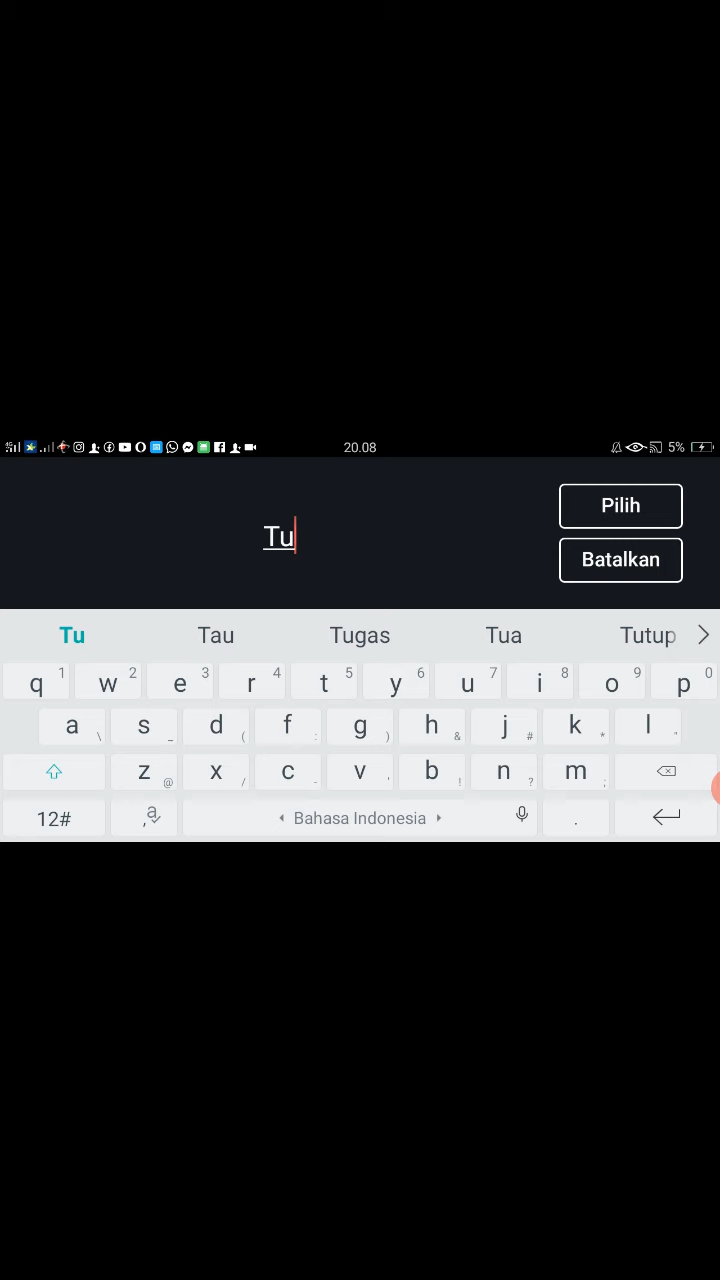 20.08 5%
Tu
Pilih
Batalkan
Tu Tau Tugas Tua Tutup
q 1 w 2 e 3 r 4 t 5 y 6 u 7 i 8 o 9 p 0
a \ s _ d ( f : g ) h & j # k * l "
z @ x / c - v ' b ! n ? m ;
12# , a Bahasa Indonesia .